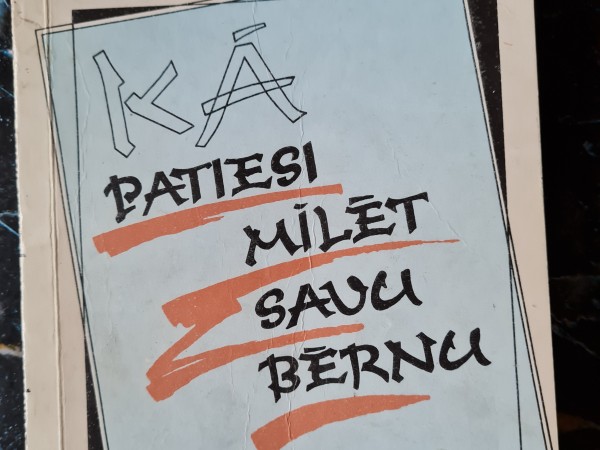 KĀ
PATIESI
MĪLĒT
SAVU
BĒRNU